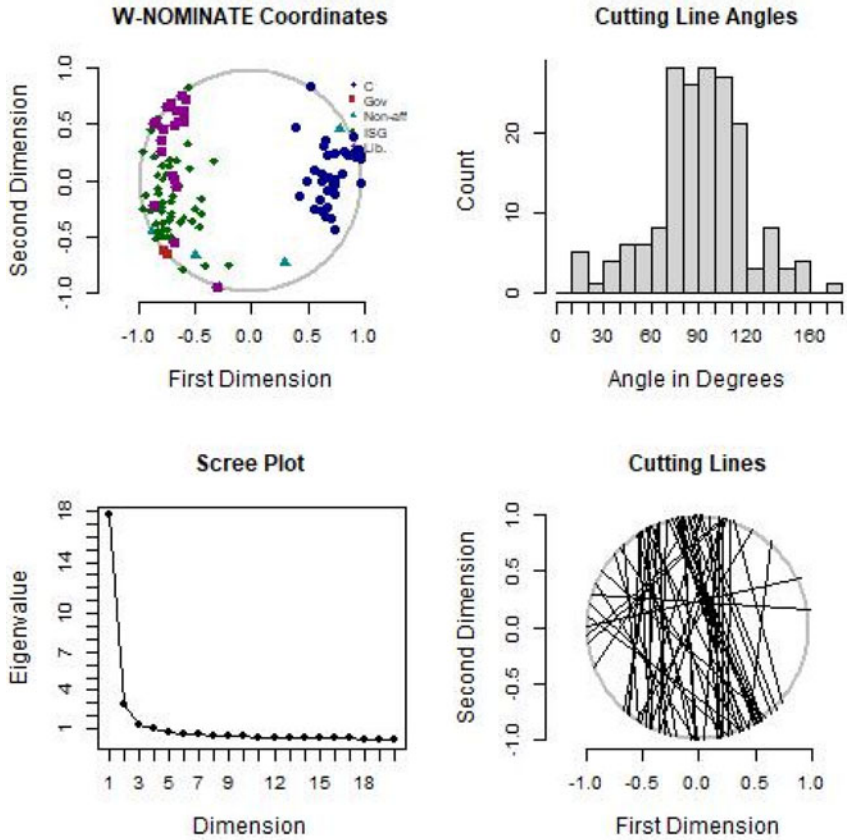 W-NOMINATE Coordinates
Second Dimension
1.0
0.5
0.0
-0.5
-1.0
C
Gov
Non-aff
ISG
Lib.
-1.0 -0.5 0.0 0.5 1.0
First Dimension
Cutting Line Angles
Count
20
10
0
0 30 60 90 120 160
Angle in Degrees
Scree Plot
Eigenvalue
18
14
10
7
4
1
1 3 5 7 9 12 15 18
Dimension
Cutting Lines
Second Dimension
1.0
0.5
0.0
-0.5
-1.0
-1.0 -0.5 0.0 0.5 1.0
First Dimension